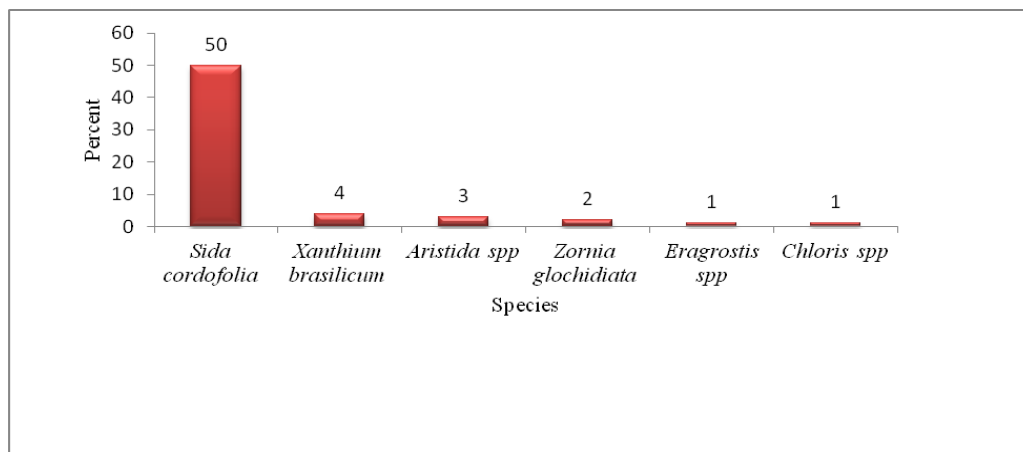 60
50
40
30
20
10
0
Percent
50
4
3
2
1
1
Sida
cordofolia
Xanthium
brasilicum
Aristida spp
Zornia
glochidiata
Eragrostis
spp
Chloris spp
Species